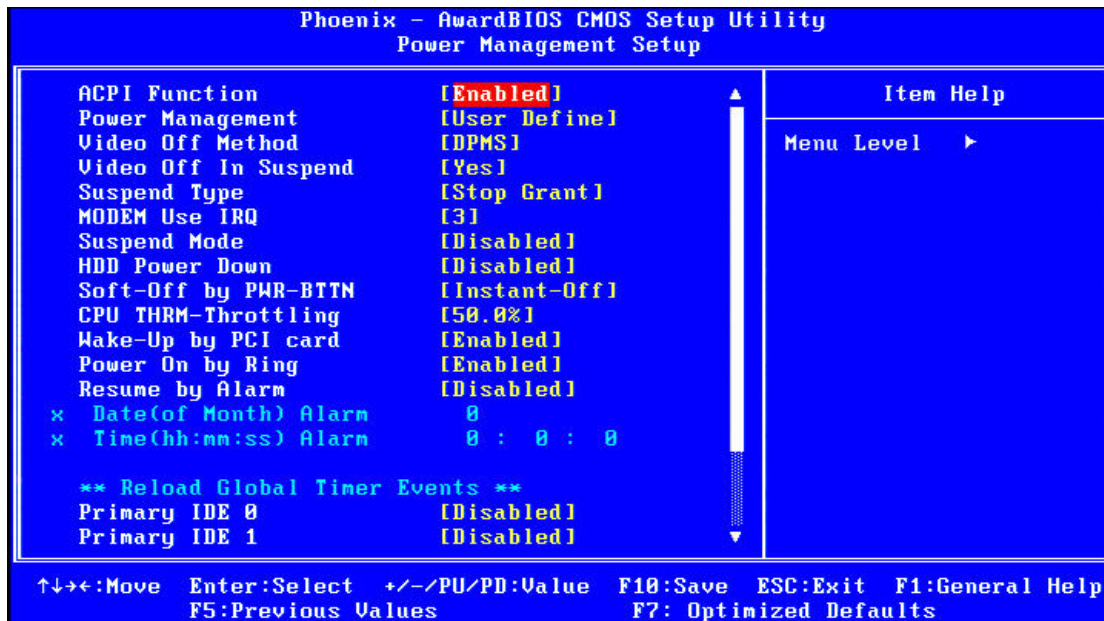 Phoenix - AwardBIOS CMOS Setup Utility
Power Management Setup
ACPI Function [Enabled]
Power Management [User Define]
Video Off Method [DPMS]
Video Off In Suspend [Yes]
Suspend Type [Stop Grant]
MODEM Use IRQ [3]
Suspend Mode [Disabled]
HDD Power Down [Disabled]
Soft-Off by PWR-BTTN [Instant-Off]
CPU THRM-Throttling [50.0%]
Wake-Up by PCI card [Enabled]
Power On by Ring [Enabled]
Resume by Alarm [Disabled]
x Date(of Month) Alarm 0
x Time(hh:mm:ss) Alarm 0 : 0 : 0
** Reload Global Timer Events **
Primary IDE 0 [Disabled]
Primary IDE 1 [Disabled]
Item Help
Menu Level ►
↑↓→←:Move Enter:Select +/-/PU/PD:Value F10:Save ESC:Exit F1:General Help
F5:Previous Values F7: Optimized Defaults